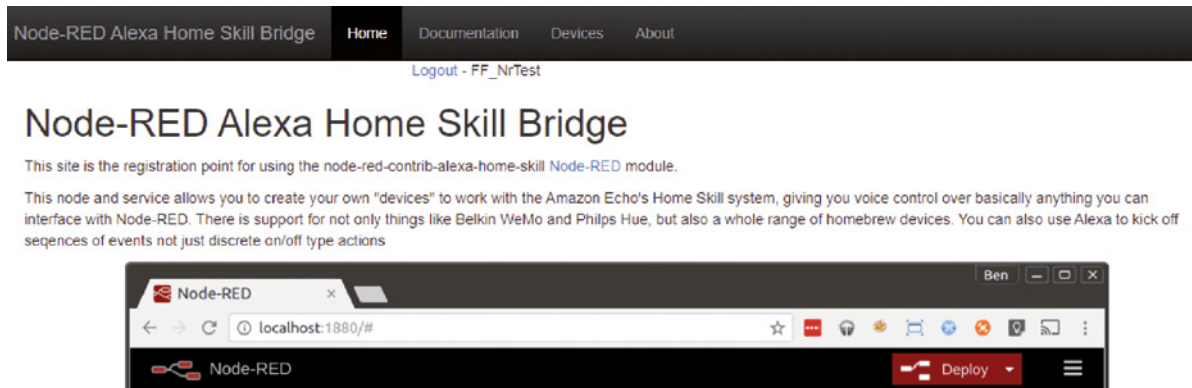 Node-RED Alexa Home Skill Bridge Home Documentation Devices About
Logout - FF_NrTest
Node-RED Alexa Home Skill Bridge
This site is the registration point for using the node-red-contrib-alexa-home-skill Node-RED module.
This node and service allows you to create your own "devices" to work with the Amazon Echo's Home Skill system, giving you voice control over basically anything you can
interface with Node-RED. There is support for not only things like Belkin WeMo and Philps Hue, but also a whole range of homebrew devices. You can also use Alexa to kick off
seqences of events not just discrete on/off type actions
Ben
Node-RED
localhost:1880/#
Node-RED Deploy